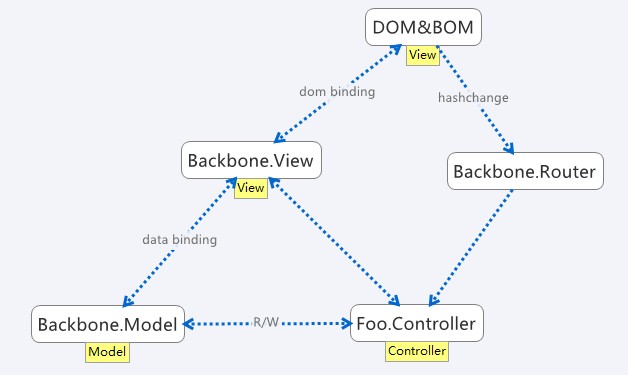 DOM&BOM
View
dom binding
hashchange
Backbone.View
View
Backbone.Router
data binding
Backbone.Model
Model
R/W
Foo.Controller
Controller